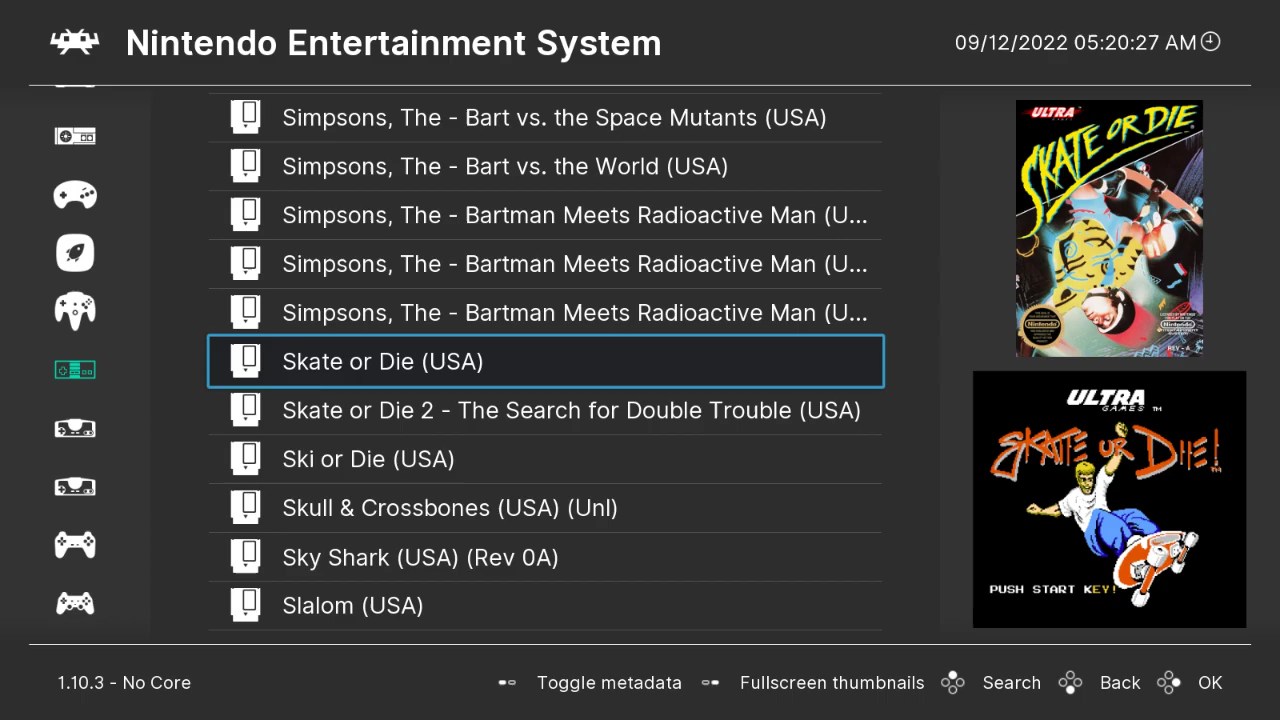 Nintendo Entertainment System
09/12/2022 05:20:27 AM
Simpsons, The - Bart vs. the Space Mutants (USA)
Simpsons, The - Bart vs. the World (USA)
Simpsons, The - Bartman Meets Radioactive Man (U...
Simpsons, The - Bartman Meets Radioactive Man (U...
Simpsons, The - Bartman Meets Radioactive Man (U...
Skate or Die (USA)
Skate or Die 2 - The Search for Double Trouble (USA)
Ski or Die (USA)
Skull & Crossbones (USA) (Unl)
Sky Shark (USA) (Rev 0A)
Slalom (USA)
ULTRA
SKATE OR DIE
Nintendo
Nintendo
REV-A
ULTRA
GAMES TM
SKATE OR DIE!
PUSH START KEY!
1.10.3 - No Core
Toggle metadata
Fullscreen thumbnails
Search
Back
OK